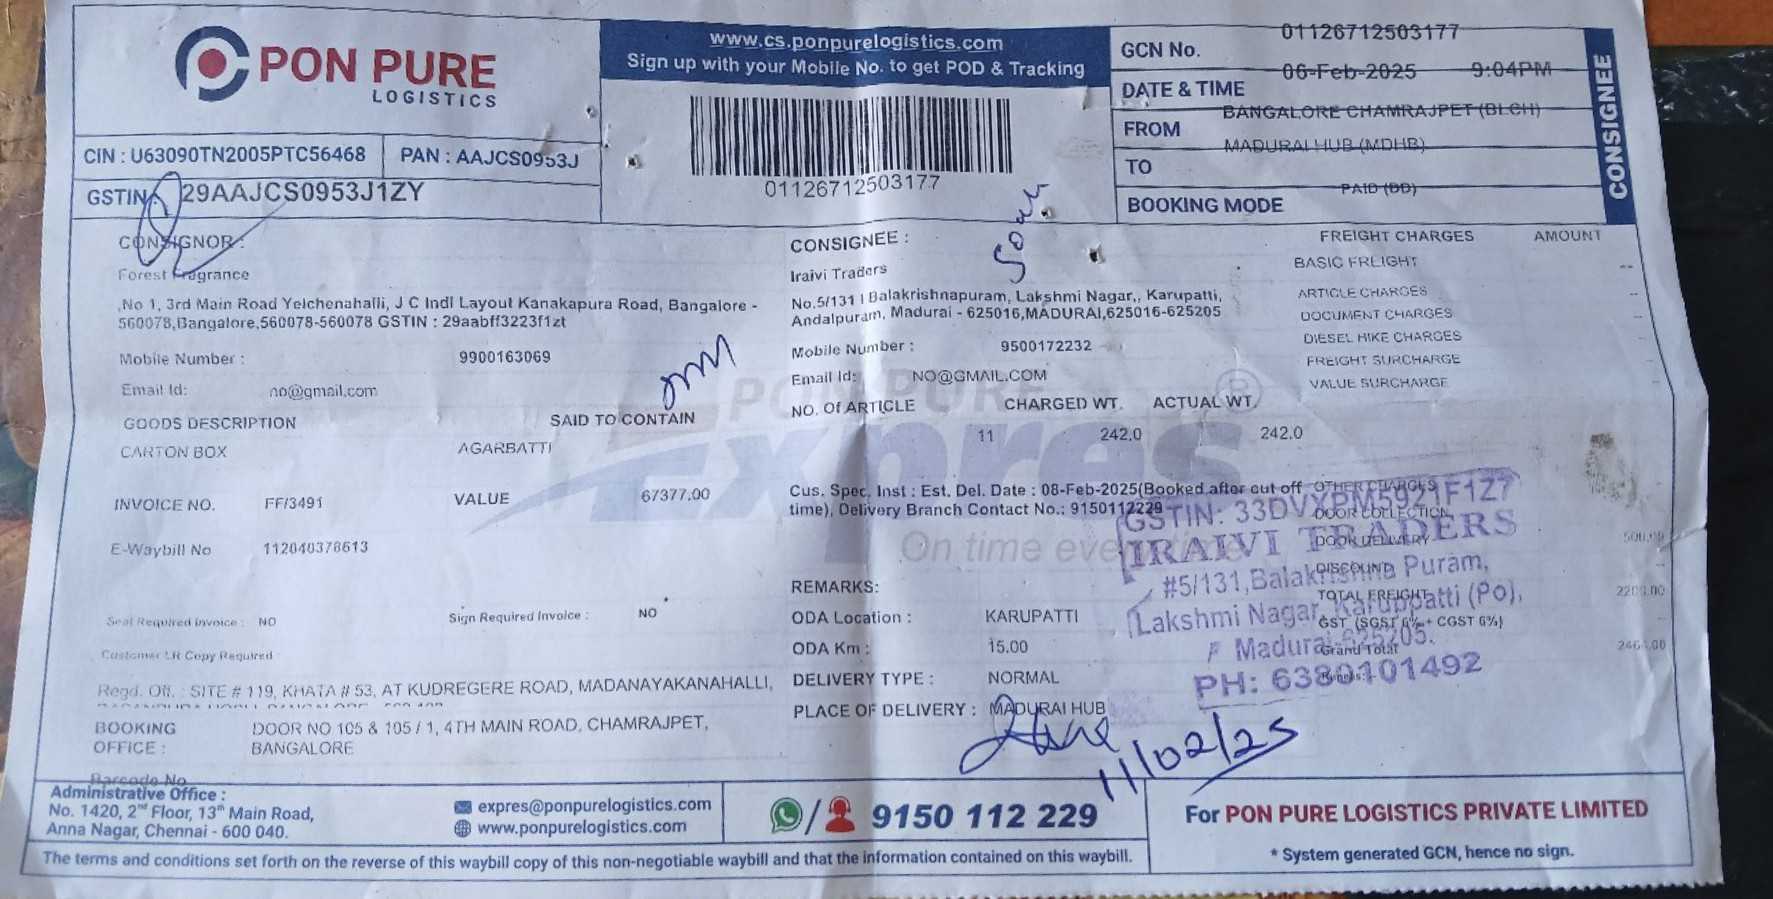 PON PURE
LOGISTICS
www.cs.ponpurelogistics.com
Sign up with your Mobile No. to get POD & Tracking
01126712503177
GCN No. 01126712503177
DATE & TIME 06-Feb-2025 9:04PM
FROM BANGALORE CHAMRAJPET (BLCH)
TO MADURAI HUB (MDHB)
BOOKING MODE PAID (DD)
CONSIGNEE
CIN : U63090TN2005PTC56468 PAN : AAJCS0953J
GSTIN : 29AAJCS0953J1ZY
CONSIGNOR :
Forest Fragrance
,No 1, 3rd Main Road Yelchenahalli, J C Indl Layout Kanakapura Road, Bangalore -
560078,Bangalore,560078-560078 GSTIN : 29aabff3223f1zt
Mobile Number : 9900163069
Email Id: no@gmail.com
GOODS DESCRIPTION SAID TO CONTAIN
CARTON BOX AGARBATTI
INVOICE NO. FF/3491 VALUE 67377.00
E-Waybill No 112040378613
Seal Required Invoice : NO Sign Required Invoice : NO
Customer LR Copy Required
Regd. Off. : SITE # 119, KHATA # 53, AT KUDREGERE ROAD, MADANAYAKANAHALLI,
BOOKING OFFICE : DOOR NO 105 & 105 / 1, 4TH MAIN ROAD, CHAMRAJPET,
BANGALORE
Barcode No
CONSIGNEE :
Iraivi Traders
No.5/131 Balakrishnapuram, Lakshmi Nagar,, Karupatti,
Andalpuram, Madurai - 625016,MADURAI,625016-625205
Mobile Number : 9500172232
Email Id: NO@GMAIL.COM
NO. Of ARTICLE CHARGED WT. ACTUAL WT.
11 242.0 242.0
PON PURE
Expres
On time
Cus. Spec. Inst : Est. Del. Date : 08-Feb-2025(Booked after cut off
time), Delivery Branch Contact No.: 9150112229
REMARKS:
ODA Location : KARUPATTI
ODA Km : 15.00
DELIVERY TYPE : NORMAL
PLACE OF DELIVERY : MADURAI HUB
FREIGHT CHARGES AMOUNT
BASIC FREIGHT --
ARTICLE CHARGES --
DOCUMENT CHARGES --
DIESEL HIKE CHARGES --
FREIGHT SURCHARGE
VALUE SURCHARGE
OTHER CHARGES
DOOR COLLECTION
DOOR DELIVERY 500.00
DISCOUNT
TOTAL FREIGHT 2200.00
GST (SGST 6% + CGST 6%)
Grand Total
GSTIN: 33DVXPM5921F1Z7
IRAIVI TRADERS
#5/131,Balakrishna Puram,
Lakshmi Nagar, Karuppatti (Po),
Madurai-625205.
PH: 6380101492
11/02/25
Administrative Office :
No. 1420, 2nd Floor, 13th Main Road,
Anna Nagar, Chennai - 600 040.
expres@ponpurelogistics.com
www.ponpurelogistics.com
9150 112 229
For PON PURE LOGISTICS PRIVATE LIMITED
* System generated GCN, hence no sign.
The terms and conditions set forth on the reverse of this waybill copy of this non-negotiable waybill and that the information contained on this waybill.